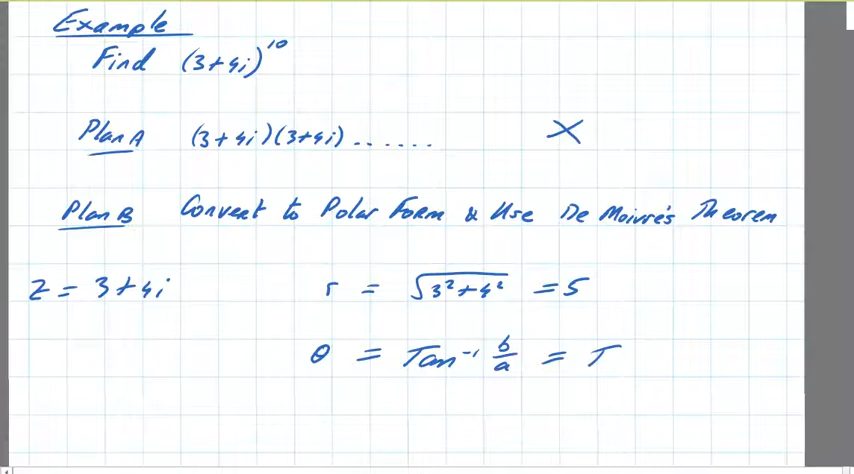 Example
Find (3+4i)^10
Plan A (3+4i)(3+4i)...... X
Plan B Convert to Polar Form & Use De Moivre's Theorem
z = 3+4i r = √(3²+4²) = 5
θ = Tan⁻¹ b/a = T